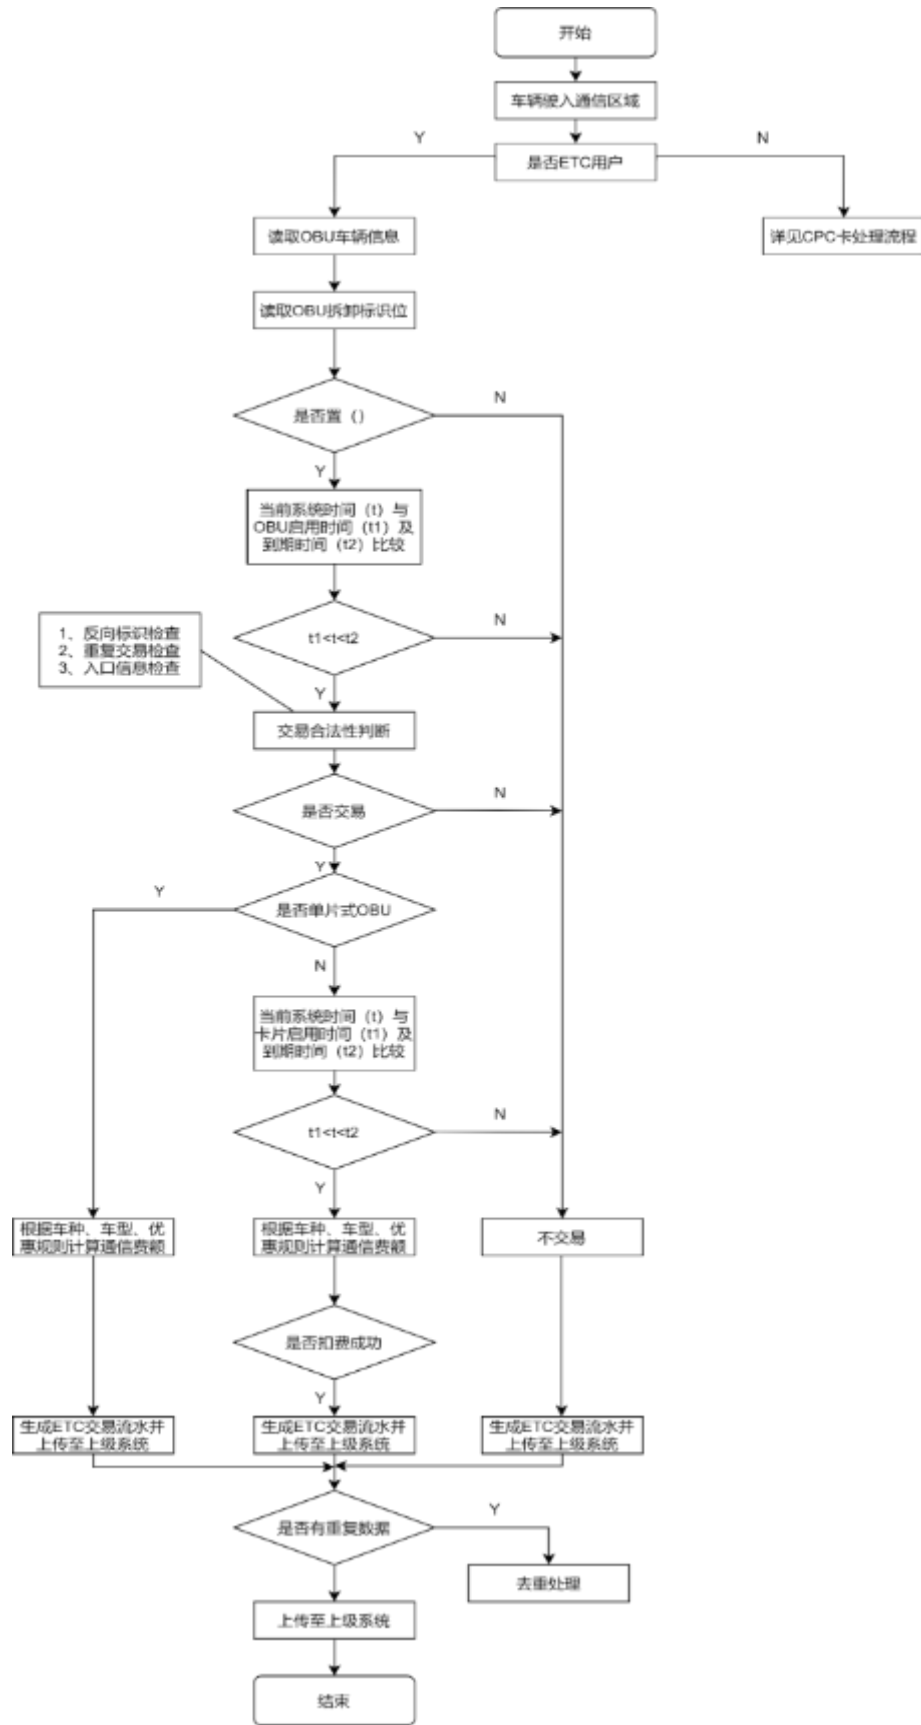 开始
车辆驶入通信区域
Y
N
是否ETC用户
读取OBU车辆信息
详见CPC卡处理流程
读取OBU拆卸标识位
N
是否置（）
Y
当前系统时间（t）与
OBU启用时间（t1）及
到期时间（t2）比较
N
t1<t<t2
1、反向标识检查
2、重复交易检查
3、入口信息检查
Y
交易合法性判断
N
是否交易
Y
Y
是否单片式OBU
N
当前系统时间（t）与
卡片启用时间（t1）及
到期时间（t2）比较
N
t1<t<t2
Y
根据车种、车型、优
惠规则计算通信费额
根据车种、车型、优
惠规则计算通信费额
不交易
是否扣费成功
Y
生成ETC交易流水并
上传至上级系统
生成ETC交易流水并
上传至上级系统
生成ETC交易流水并
上传至上级系统
是否有重复数据
Y
去重处理
上传至上级系统
结束